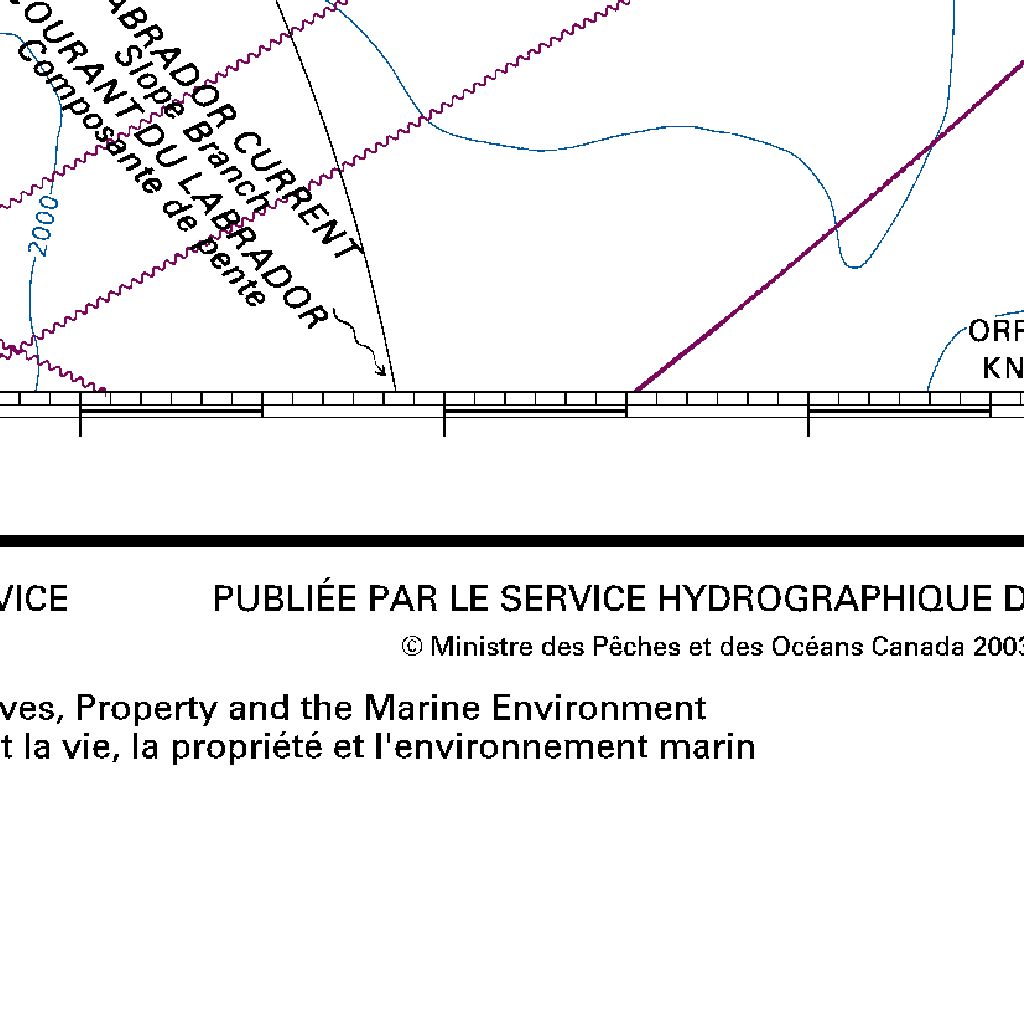 ABRADOR CURRENT
Slope Branch
COURANT DU LABRADOR
Composante de pente
2000
ORP
KN
VICE
PUBLIÉE PAR LE SERVICE HYDROGRAPHIQUE D
© Ministre des Pêches et des Océans Canada 2003
ves, Property and the Marine Environment
t la vie, la propriété et l'environnement marin